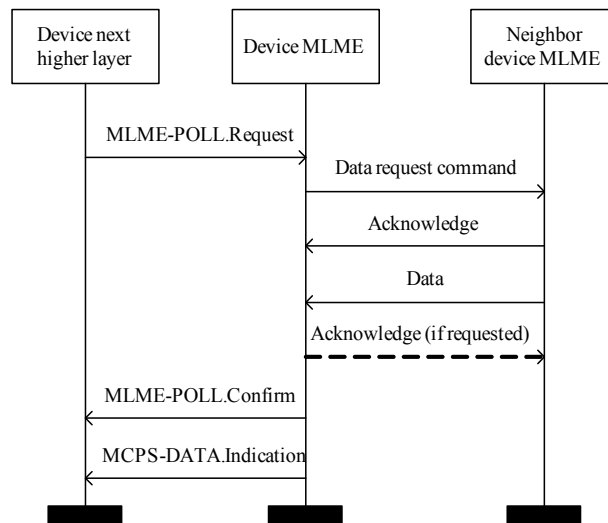 Device next
higher layer
Device MLME
Neighbor
device MLME
MLME-POLL.Request
Data request command
Acknowledge
Data
Acknowledge (if requested)
MLME-POLL.Confirm
MCPS-DATA.Indication